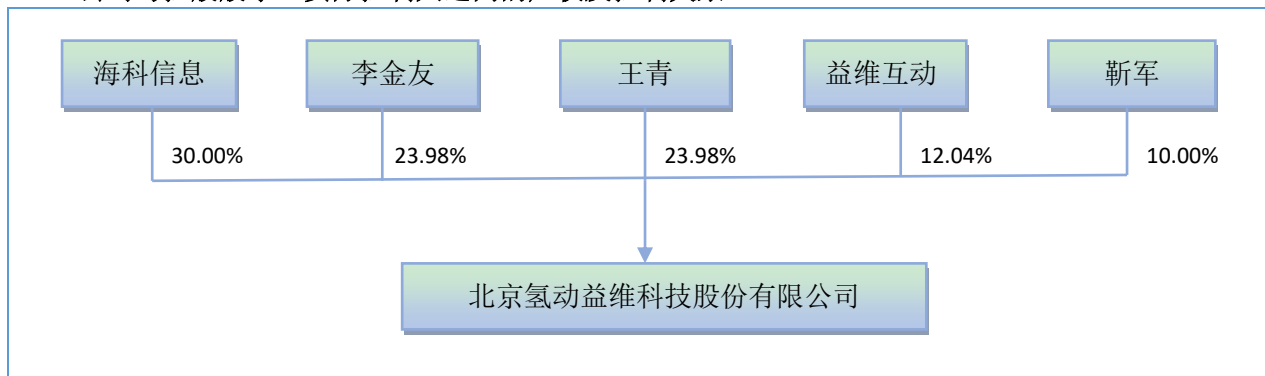 海科信息 李金友 王青 益维互动 靳军
30.00% 23.98% 23.98% 12.04% 10.00%
北京氢动益维科技股份有限公司